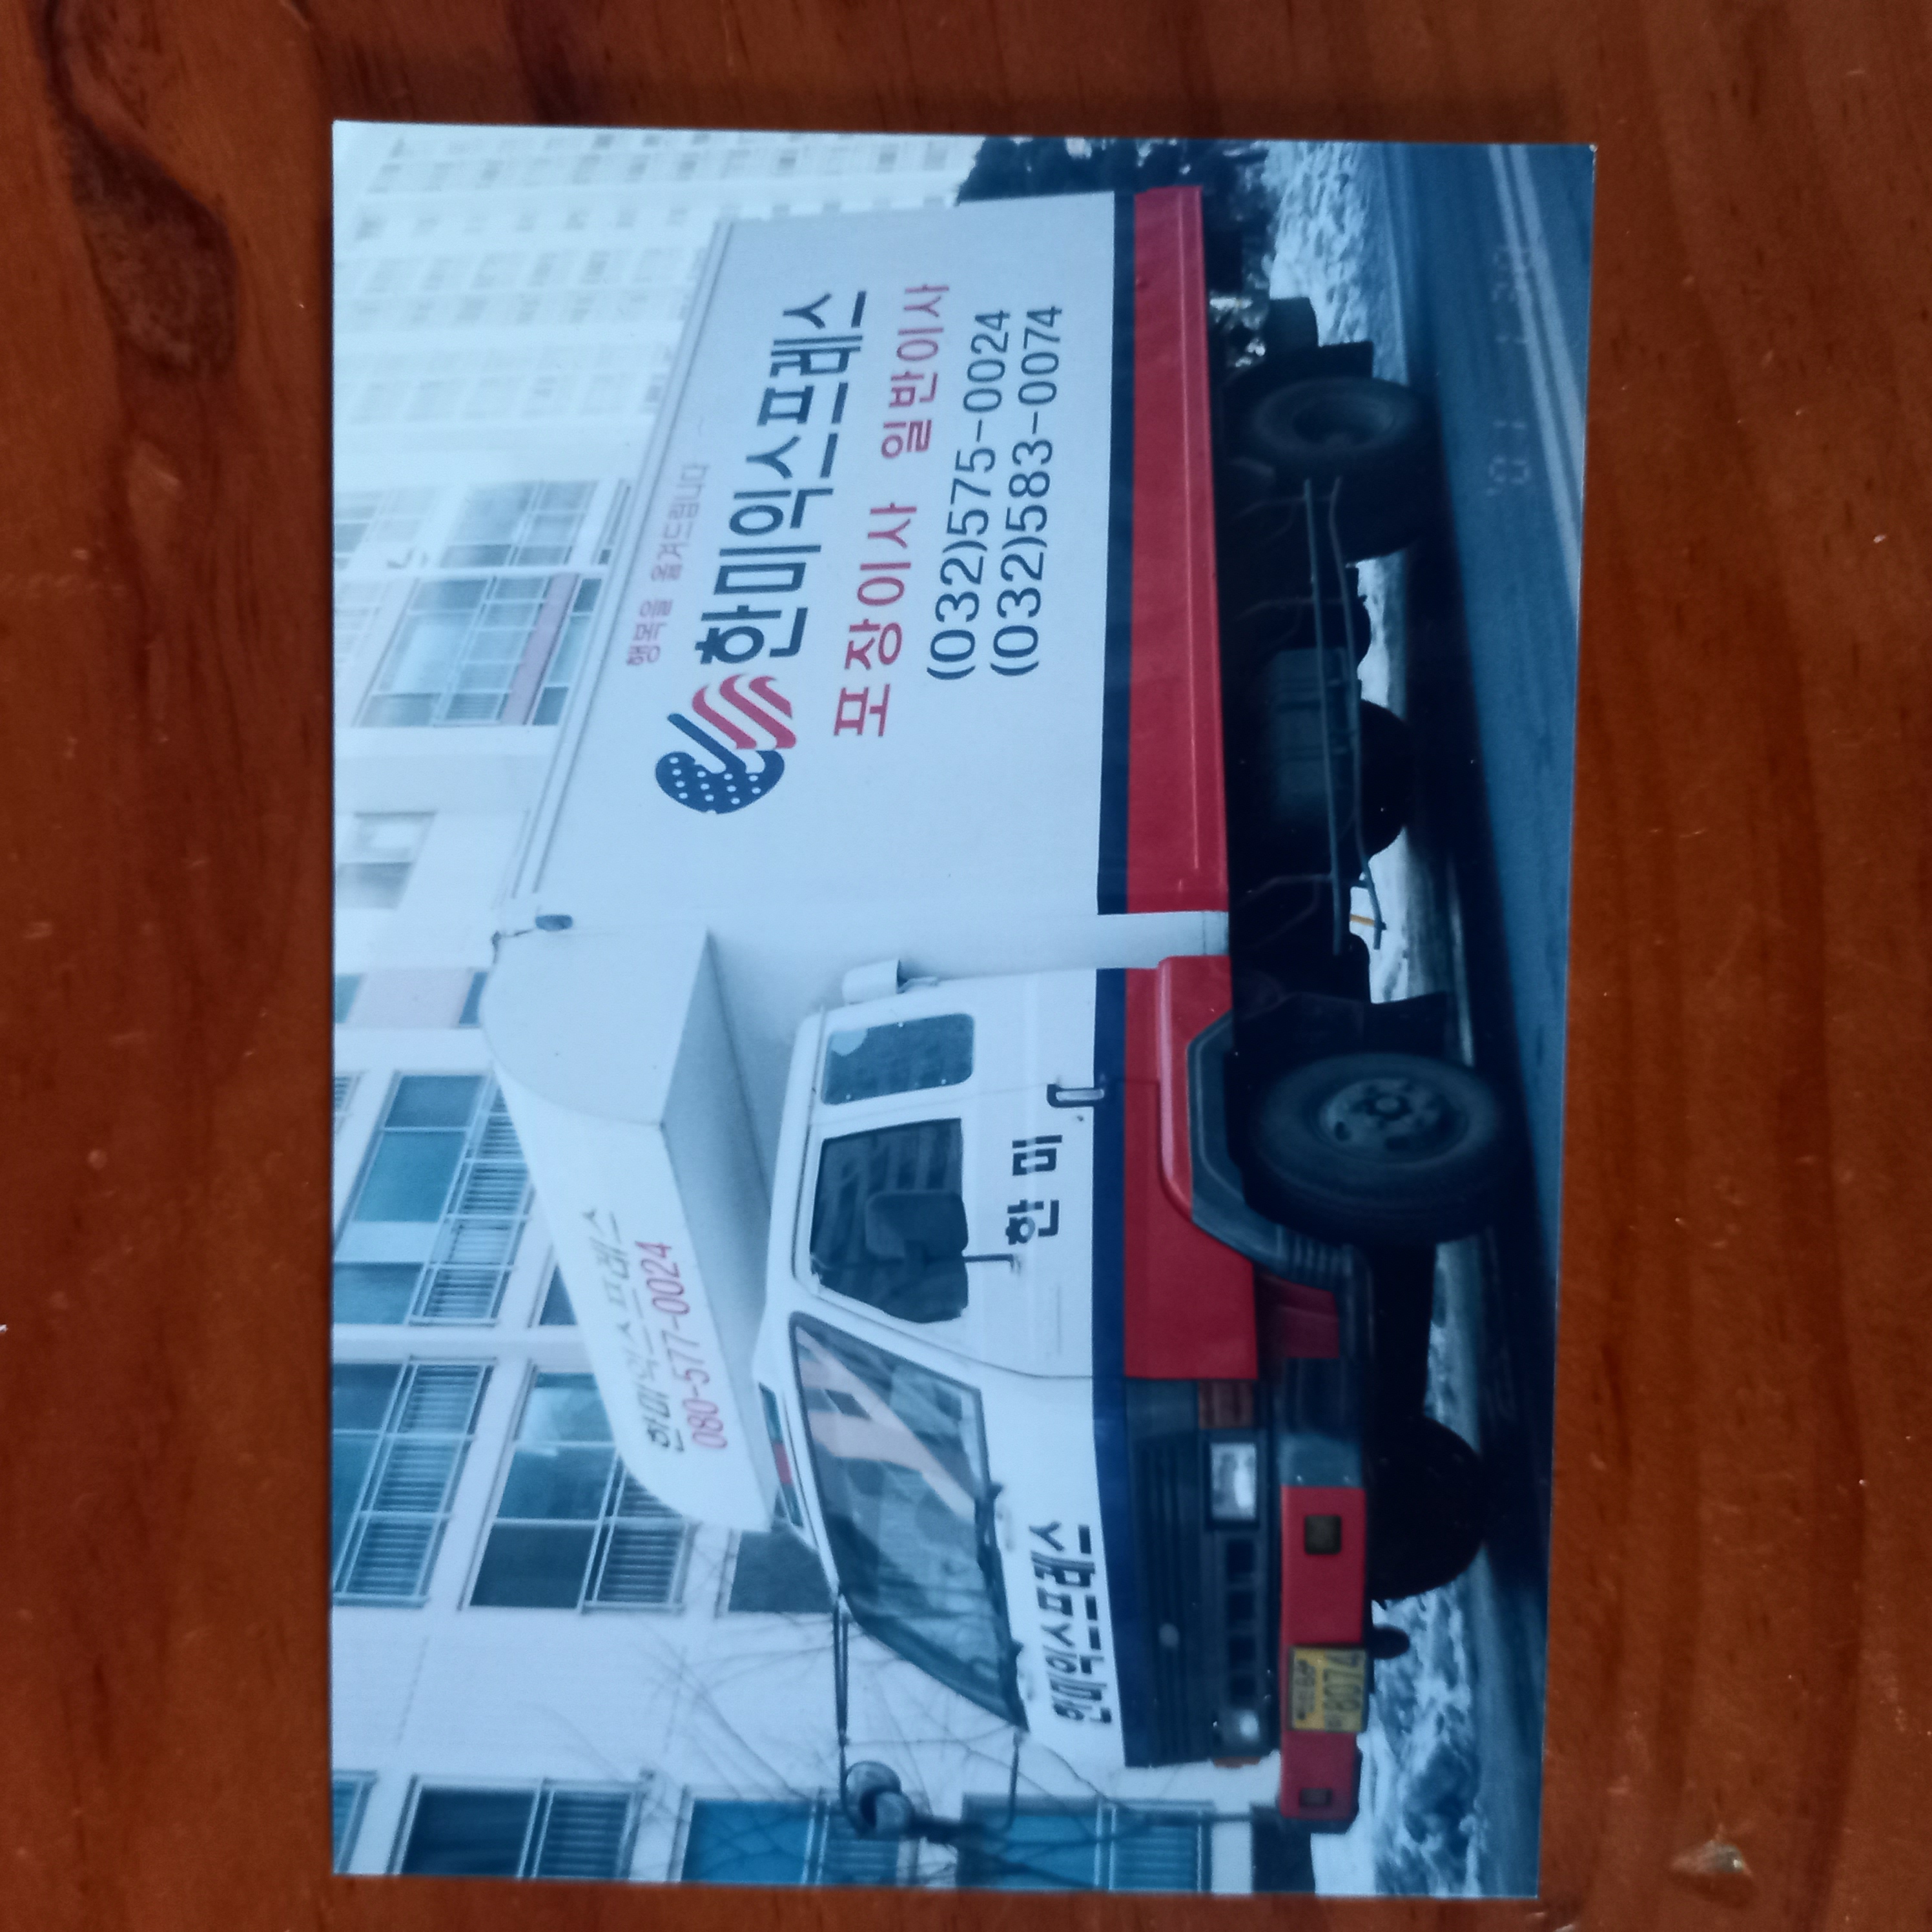 행복을 옮겨드립니다
한미익스프레스
포장이사 일반이사
(032)575-0024
(032)583-0074
한미익스프레스
080-577-0024
한미
한미익스프레스
8074